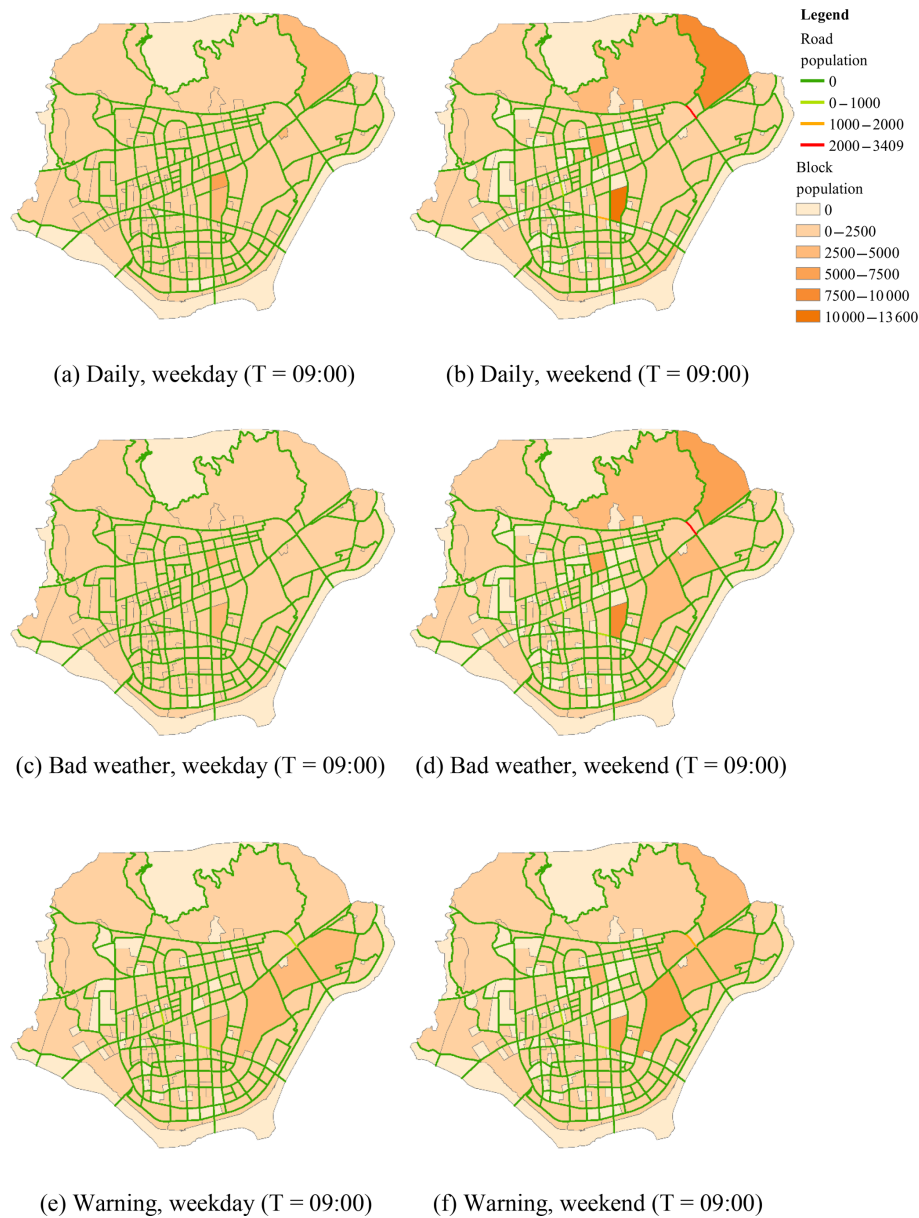 Legend
Road
population
0
0–1000
1000–2000
2000–3409
Block
population
0
0–2500
2500–5000
5000–7500
7500–10 000
10 000–13 600
(a) Daily, weekday (T = 09:00)
(b) Daily, weekend (T = 09:00)
(c) Bad weather, weekday (T = 09:00)
(d) Bad weather, weekend (T = 09:00)
(e) Warning, weekday (T = 09:00)
(f) Warning, weekend (T = 09:00)